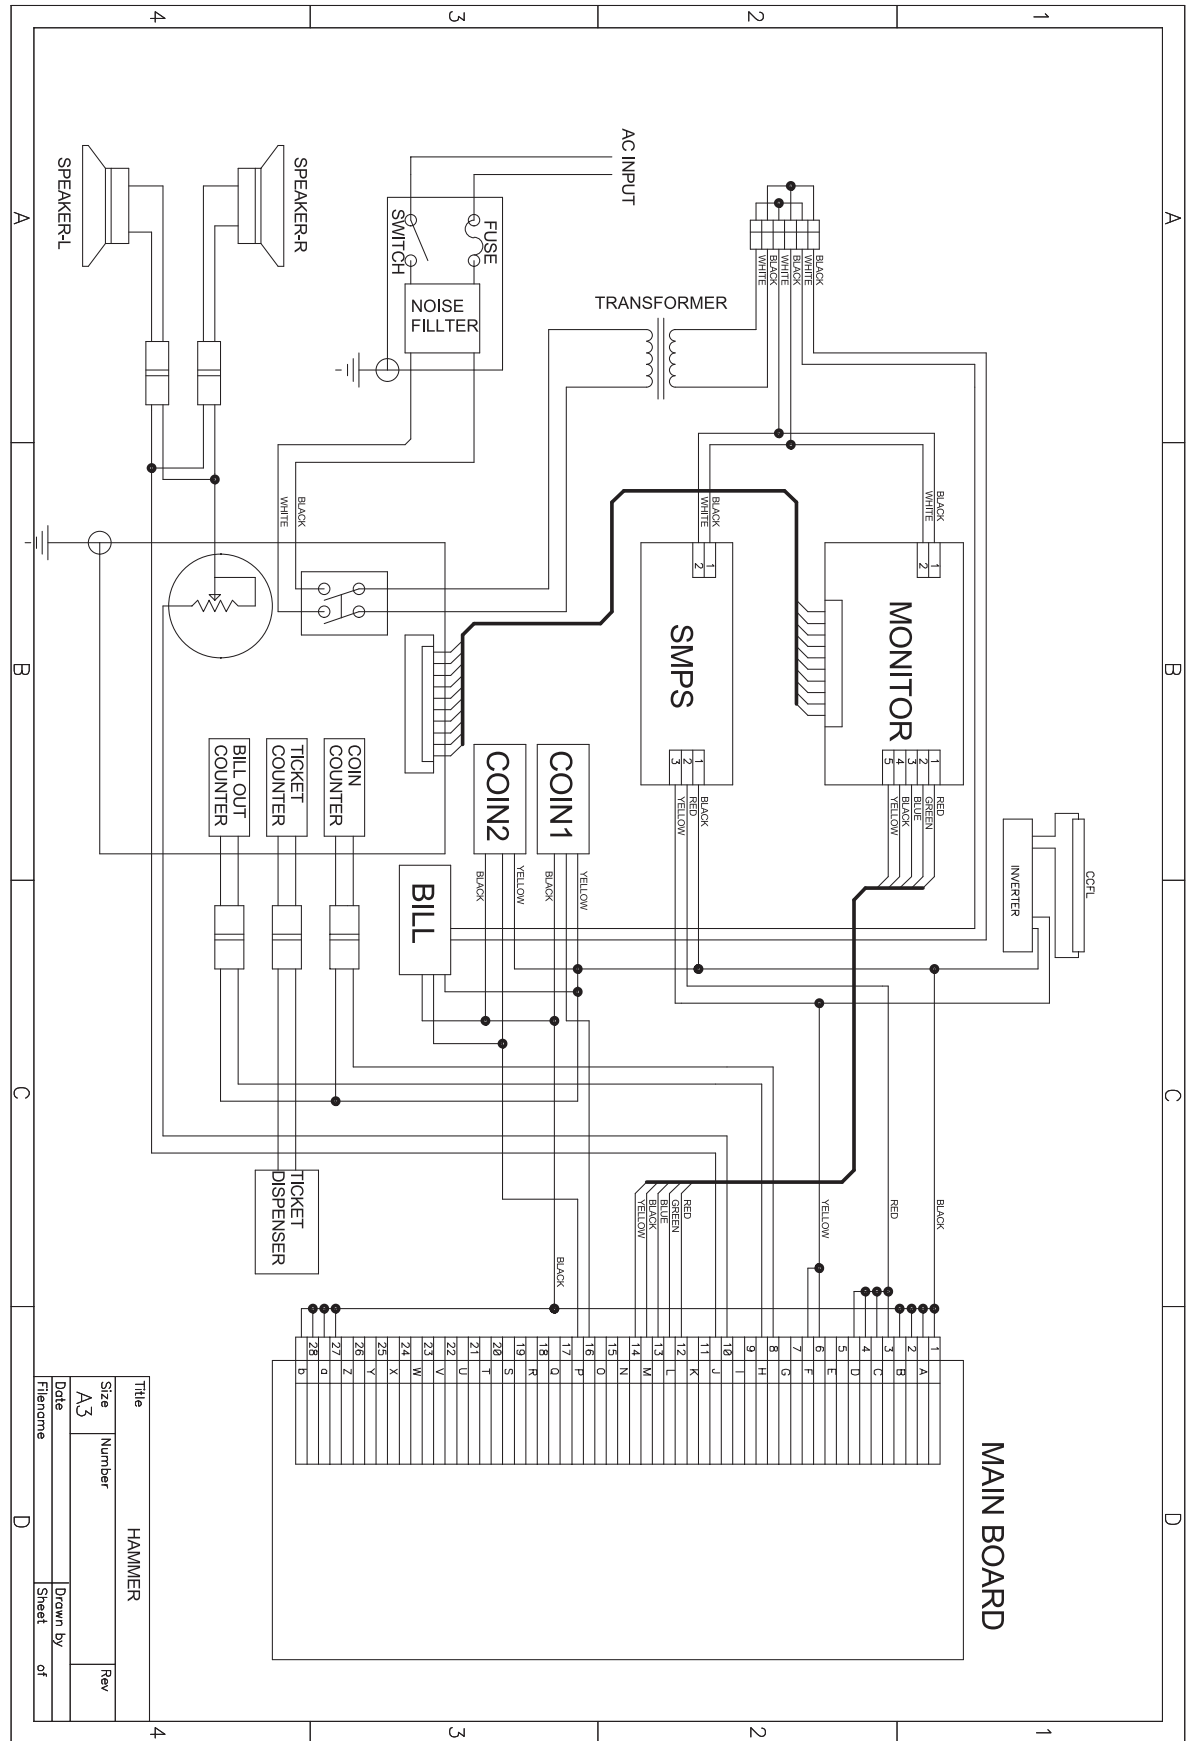 4
3
2
1
A
A
B
B
C
C
D
D
4
3
2
1
AC INPUT
SPEAKER-R
SPEAKER-L
FUSE
SWITCH
NOISE
FILLTER
TRANSFORMER
BLACK
WHITE
BLACK
WHITE
BLACK
WHITE
BLACK
WHITE
BLACK
WHITE
BLACK
WHITE
1
2
1
2
MONITOR
SMPS
1
2
3
4
5
1
2
3
RED
GREEN
BLUE
BLACK
YELLOW
BLACK
RED
YELLOW
CCFL
INVERTER
COIN1
COIN2
BILL
YELLOW
BLACK
YELLOW
BLACK
COIN
COUNTER
TICKET
COUNTER
BILL OUT
COUNTER
TICKET
DISPENSER
BLACK
RED
YELLOW
RED
GREEN
BLUE
BLACK
YELLOW
BLACK
MAIN BOARD
1
A
2
B
3
C
4
D
5
E
6
F
7
G
8
H
9
I
10
J
11
K
12
L
13
M
14
N
15
O
16
P
17
Q
18
R
19
S
20
T
21
U
22
V
23
W
24
X
25
Y
26
Z
27
a
28
b
Title
HAMMER
Size
A3
Number
Rev
Date
Drawn by
Filename
Sheet of